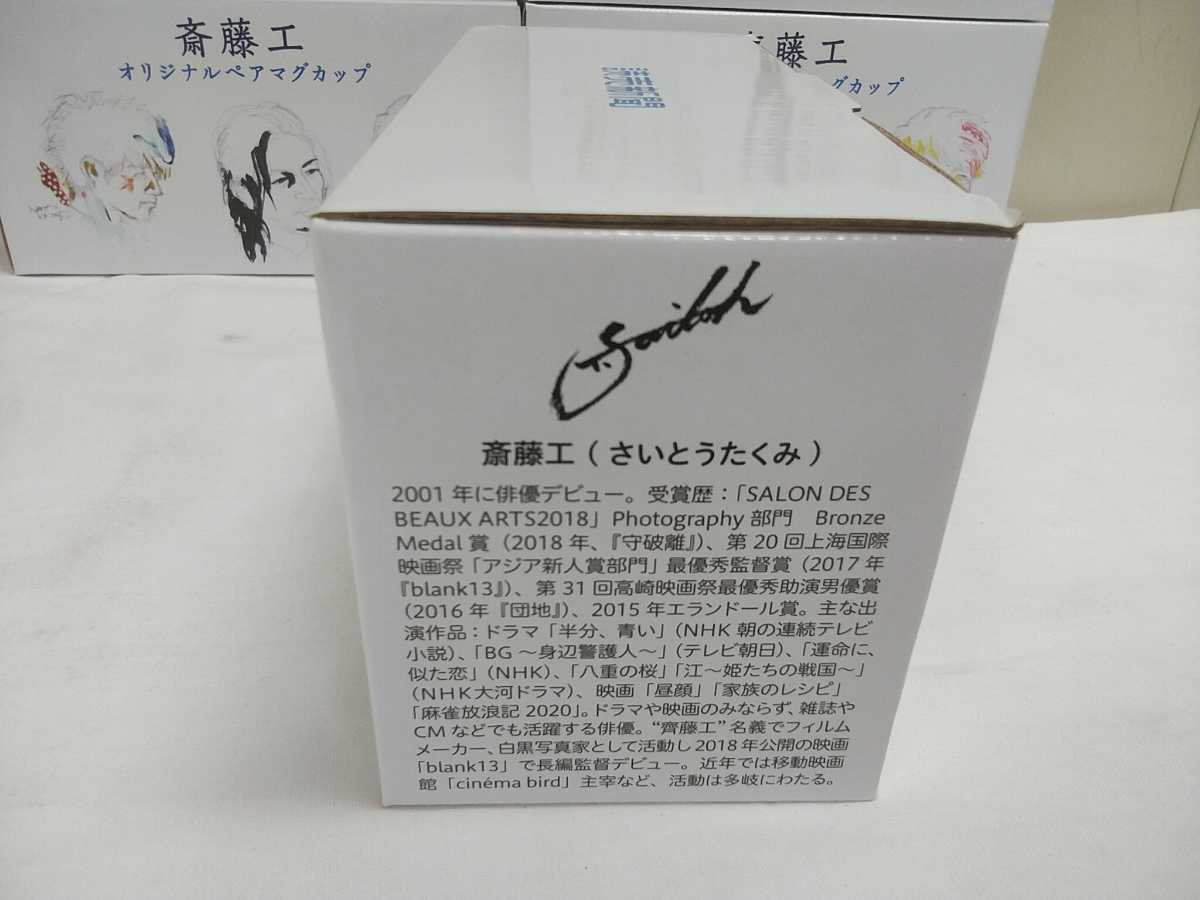 斎藤工
オリジナルペアマグカップ
藤工
グカップ
読売新聞
斎藤工 ( さいとうたくみ )
2001 年に俳優デビュー。受賞歴：「SALON DES
BEAUX ARTS2018」Photography 部門　Bronze
Medal 賞（2018 年、『守破離』）、第 20 回上海国際
映画祭「アジア新人賞部門」最優秀監督賞（2017 年
『blank13』）、第 31 回高崎映画祭最優秀助演男優賞
（2016 年『団地』）、2015 年エランドール賞。主な出
演作品：ドラマ「半分、青い」（NHK 朝の連続テレビ
小説）、「BG 〜身辺警護人〜」（テレビ朝日）、「運命に、
似た恋」（NHK）、「八重の桜」「江〜姫たちの戦国〜」
（NHK大河ドラマ）、映画「昼顔」「家族のレシピ」
「麻雀放浪記 2020」。ドラマや映画のみならず、雑誌や
CM などでも活躍する俳優。“齊藤工” 名義でフィルム
メーカー、白黒写真家として活動し 2018 年公開の映画
「blank13」で長編監督デビュー。近年では移動映画
館「cinéma bird」主宰など、活動は多岐にわたる。